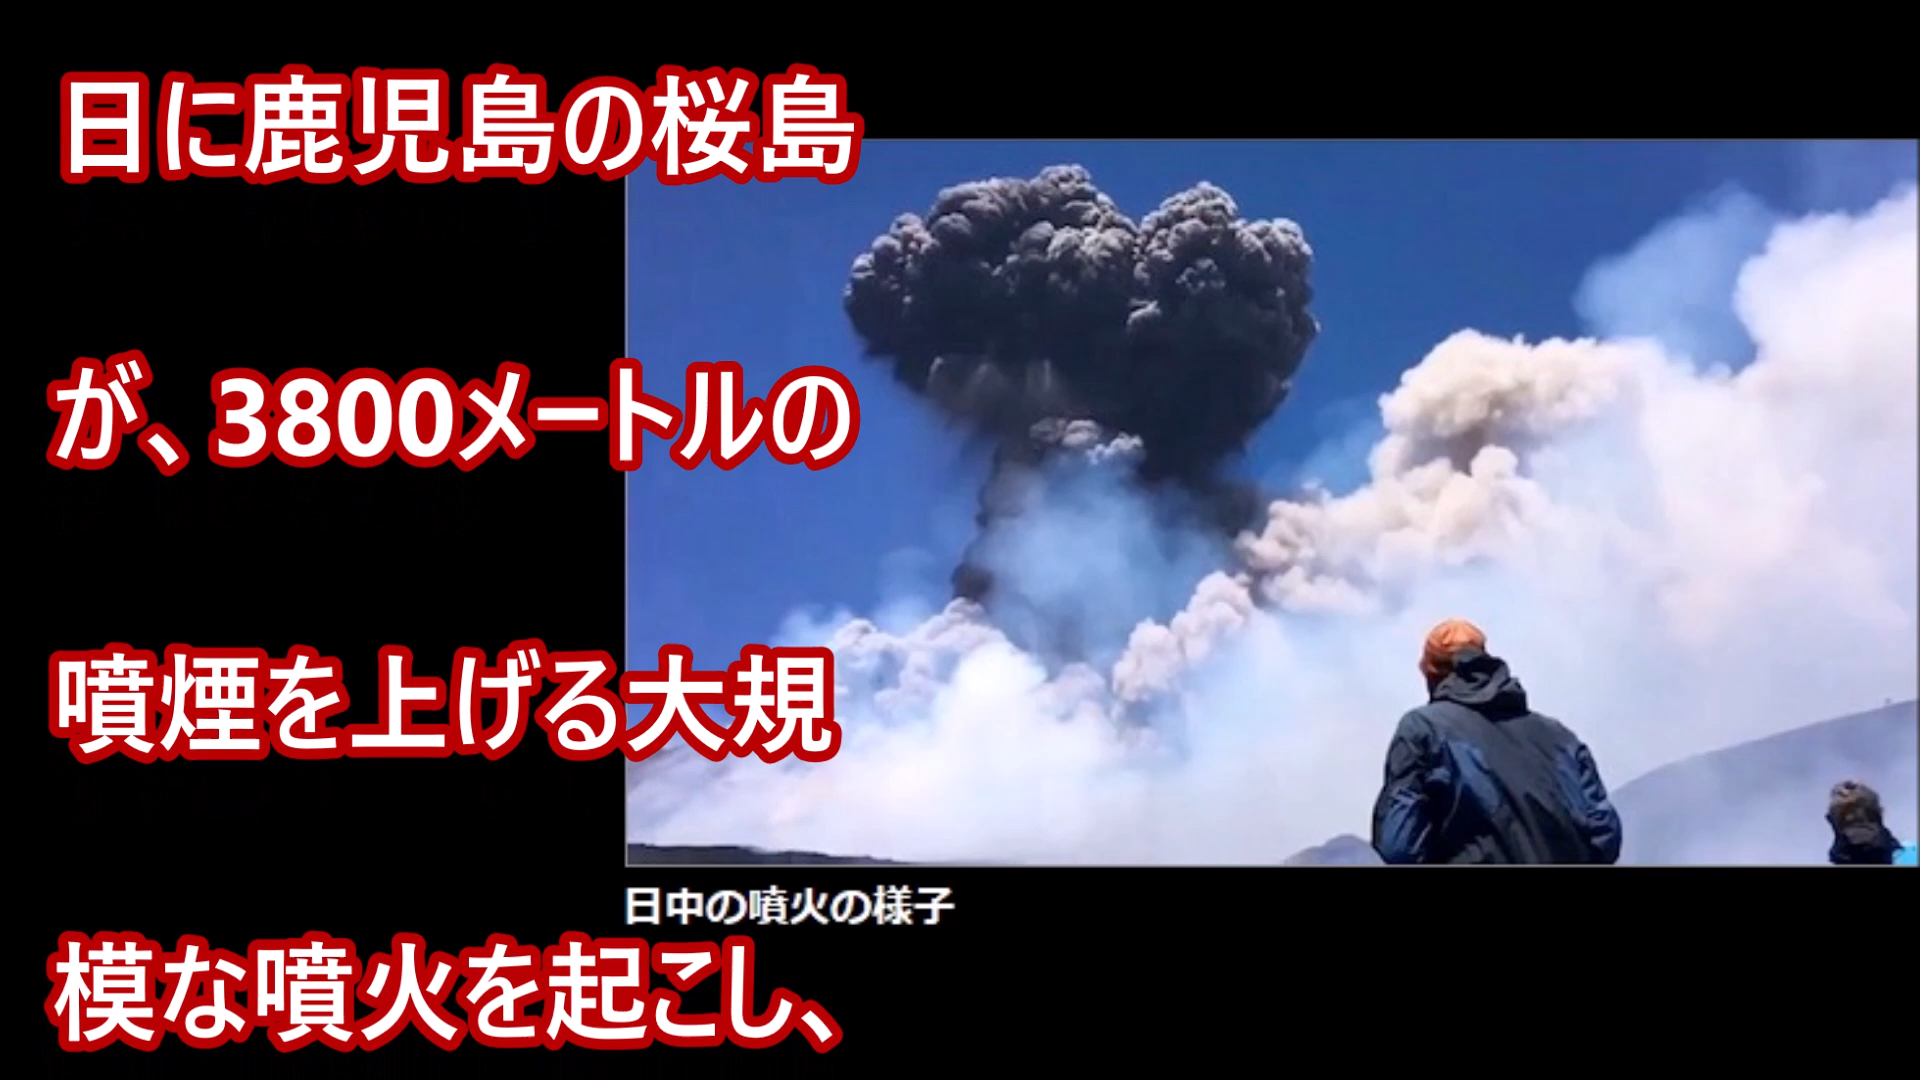 日に鹿児島の桜島
が、3800メートルの
噴煙を上げる大規
模な噴火を起こし、
日中の噴火の様子